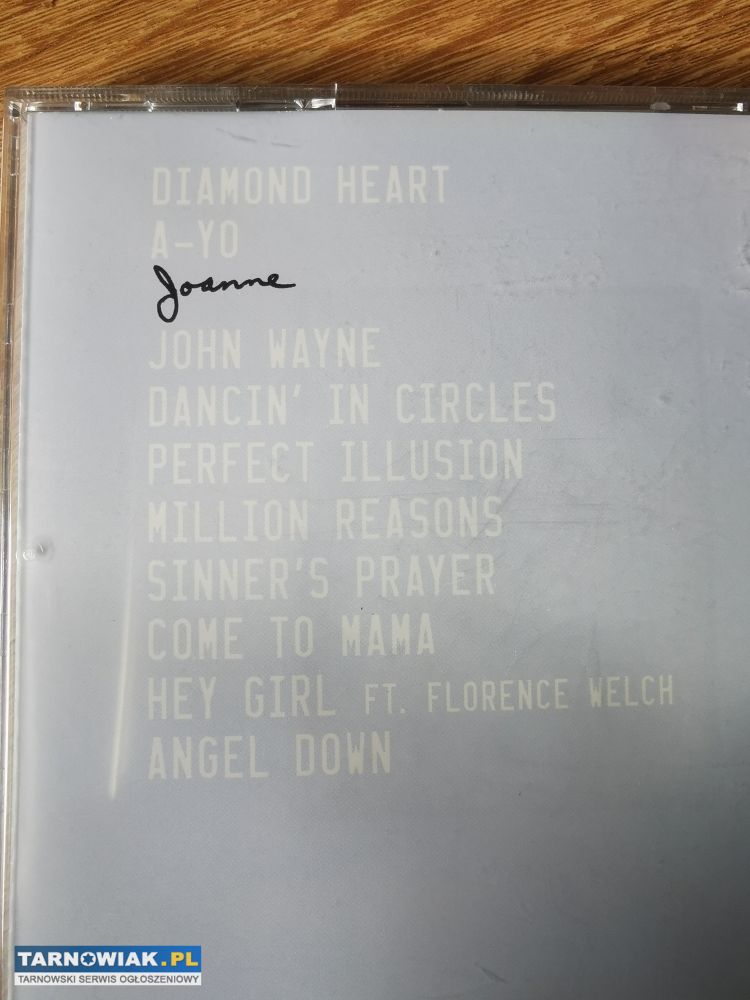 DIAMOND HEART
A-YO
Joanne
JOHN WAYNE
DANCIN' IN CIRCLES
PERFECT ILLUSION
MILLION REASONS
SINNER'S PRAYER
COME TO MAMA
HEY GIRL FT. FLORENCE WELCH
ANGEL DOWN
TARNOWIAK.PL
TARNOWSKI SERWIS OGŁOSZENIOWY